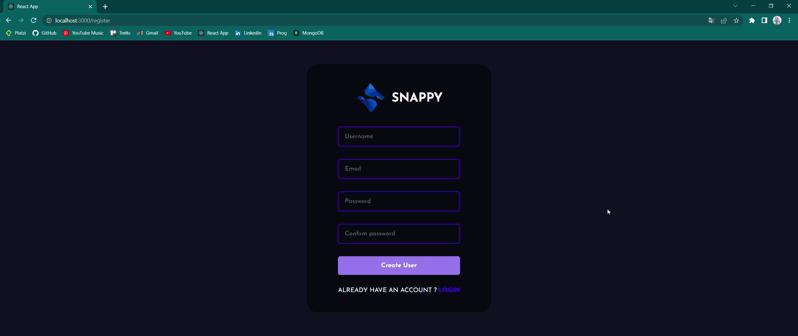 React App
localhost:3000/register
Platzi
GitHub
YouTube Music
Trello
Gmail
YouTube
React App
LinkedIn
Prog
MongoDB
SNAPPY
Username
Email
Password
Confirm password
Create User
ALREADY HAVE AN ACCOUNT ? LOGIN